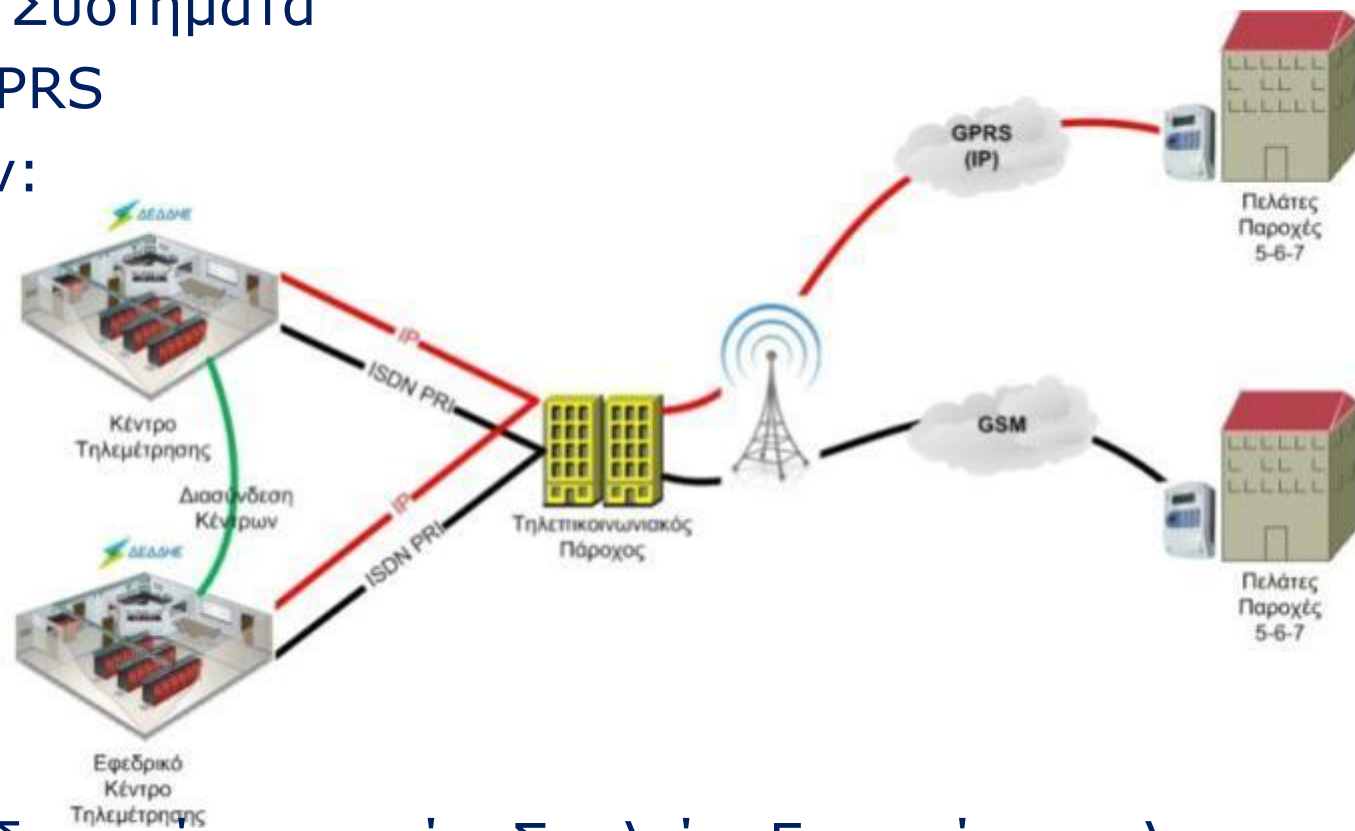 Συστήματα
PRS
ν:
ΔΕΔΔΗΕ
Κέντρο
Τηλεμέτρησης
Διασύνδεση
Κέντρων
ΔΕΔΔΗΕ
Εφεδρικό
Κέντρο
Τηλεμέτρησης
IP
ISDN PRI
IP
ISDN PRI
Τηλεπικοινωνιακός
Πάροχος
GPRS
(IP)
GSM
Πελάτες
Παροχές
5-6-7
Πελάτες
Παροχές
5-6-7